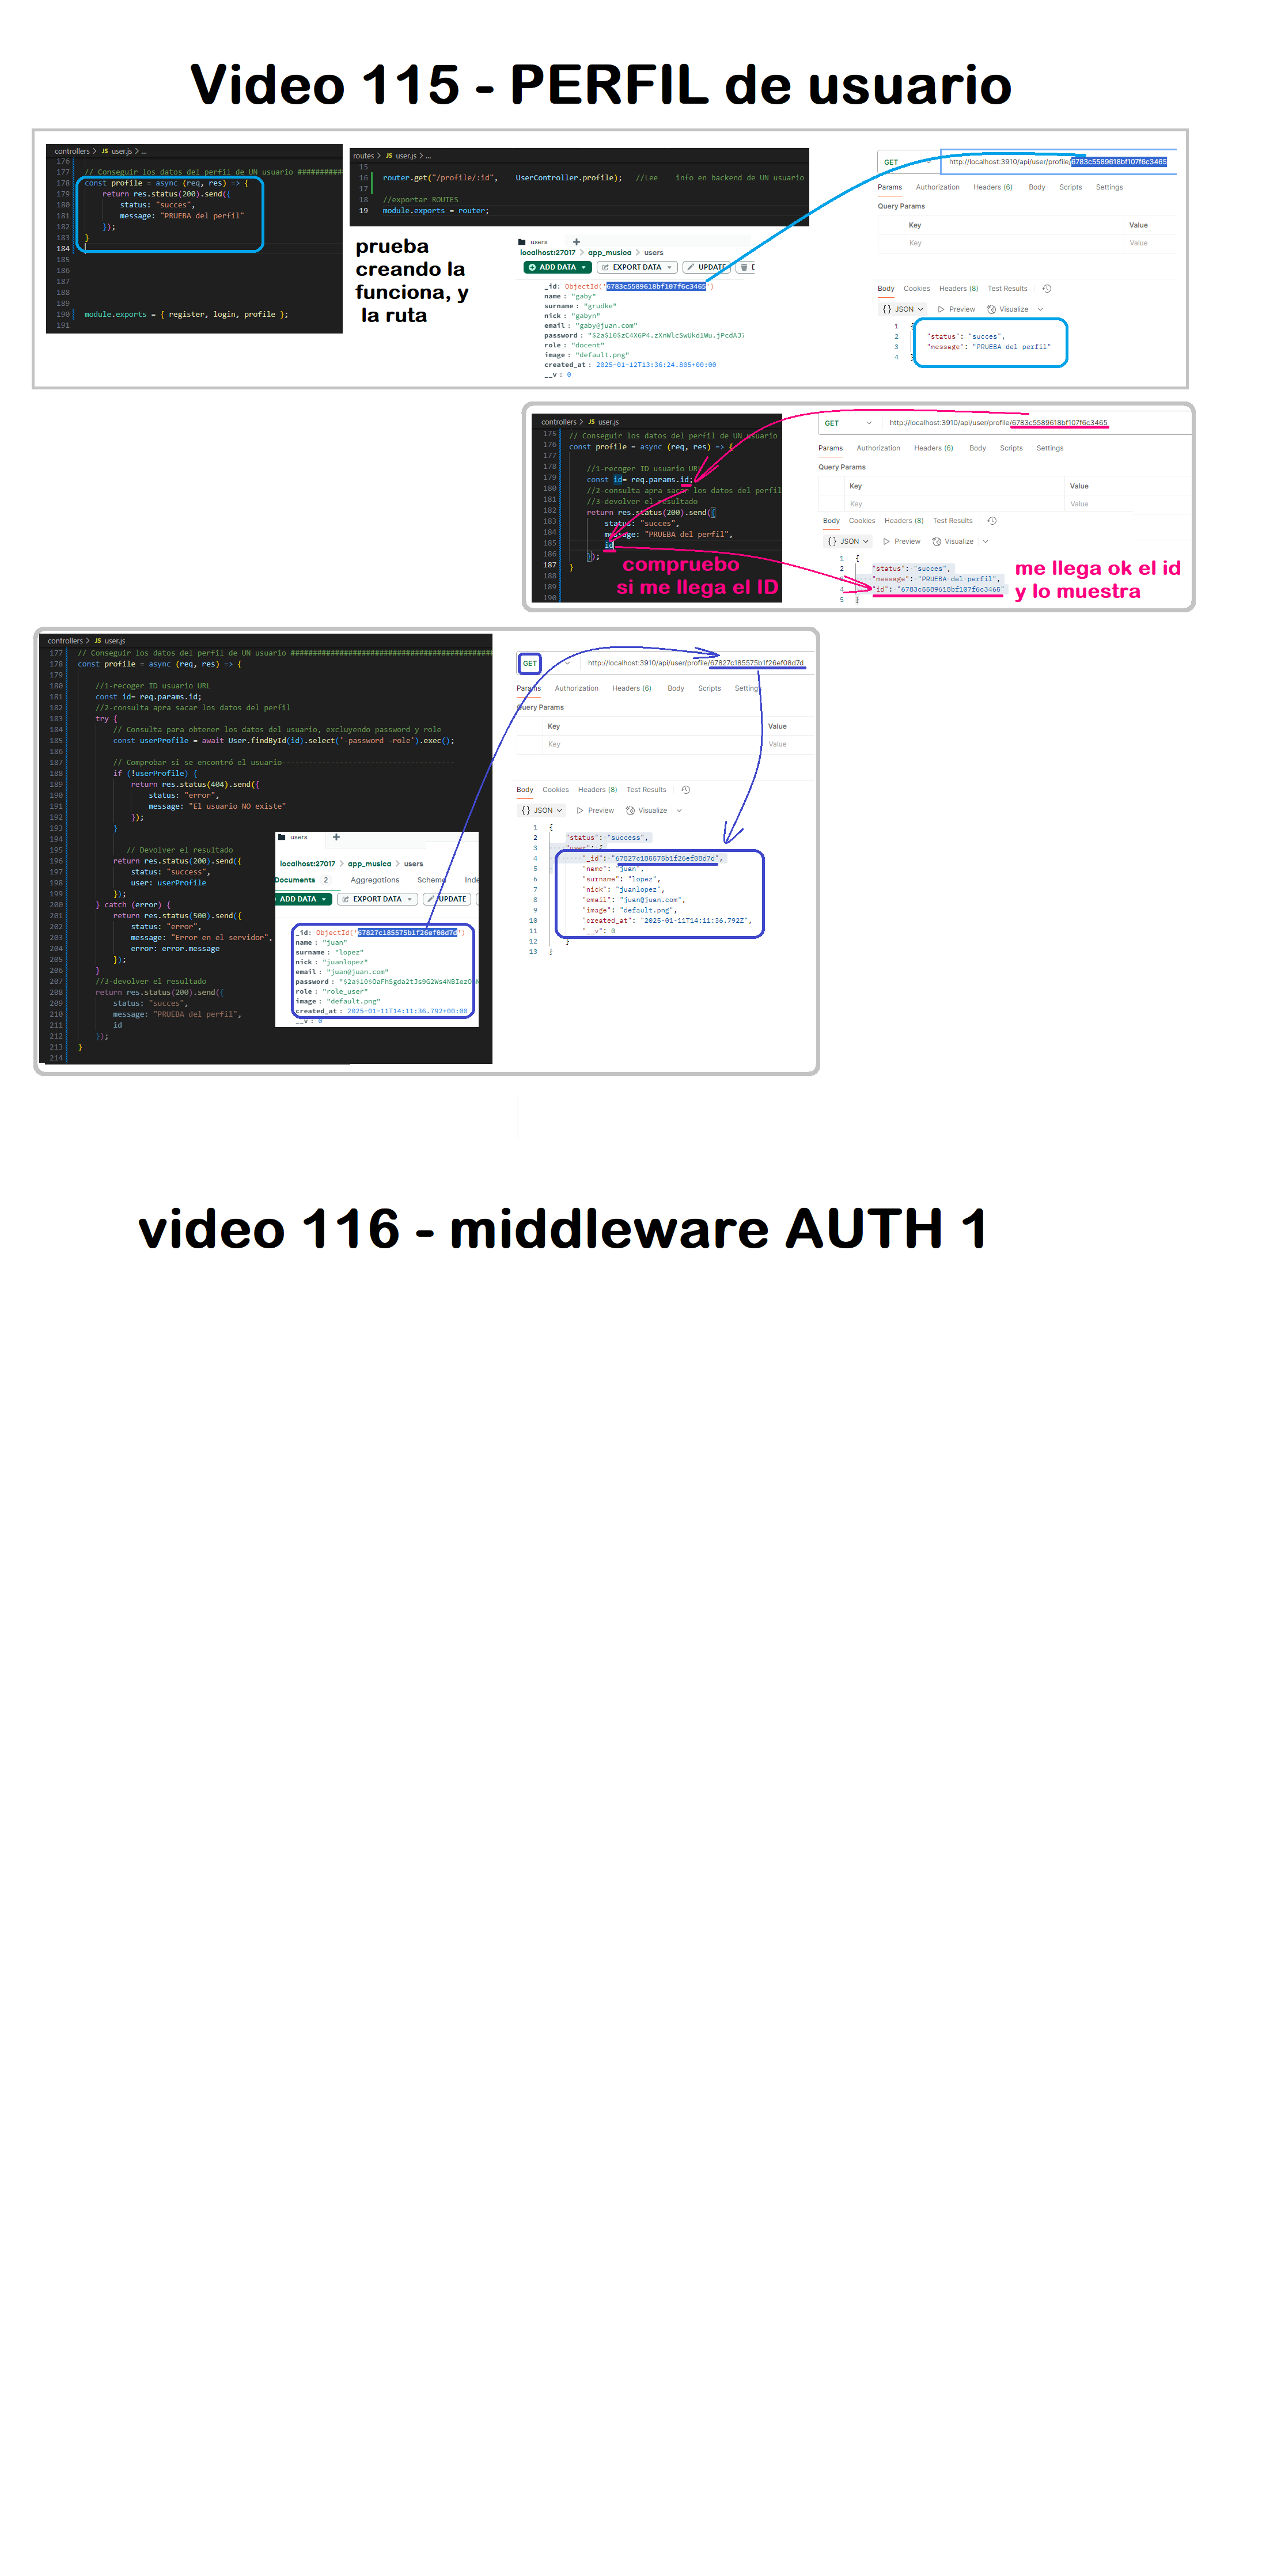 Video 115 - PERFIL de usuario
controllers > JS user.js > ...
176
177 // Conseguir los datos del perfil de UN usuario ##########
178 const profile = async (req, res) => {
179 return res.status(200).send({
180 status: "succes",
181 message: "PRUEBA del perfil"
182 });
183 }
184
185
186
187
188
189
190 module.exports = { register, login, profile };
191
routes > JS user.js > ...
15
16 router.get("/profile/:id", UserController.profile); //Lee info en backend de UN usuario
17
18 //exportar ROUTES
19 module.exports = router;
prueba
creando la
funciona, y
la ruta
users +
localhost:27017 > app_musica > users
ADD DATA EXPORT DATA UPDATE
_id: ObjectId('6783c5589618bf107f6c3465')
name : "gaby"
surname : "grudke"
nick : "gabyn"
email : "gaby@juan.com"
role : "docent"
image : "default.png"
created_at : 2025-01-12T13:36:24.805+00:00
__v : 0
GET http://localhost:3910/api/user/profile/6783c5589618bf107f6c3465
Params Authorization Headers (6) Body Scripts Settings
Query Params
Key Value
Key Value
Body Cookies Headers (8) Test Results
{} JSON Preview Visualize
1 {
2 "status": "succes",
3 "message": "PRUEBA del perfil"
4 }
controllers > JS user.js
175 // Conseguir los datos del perfil de UN usuario
176 const profile = async (req, res) => {
177
178 //1-recoger ID usuario URL
179 const id= req.params.id;
180 //2-consulta apra sacar los datos del perfil
181 //3-devolver el resultado
182 return res.status(200).send({
183 status: "succes",
184 message: "PRUEBA del perfil",
185 id
186 });
187 }
188
189
190
compruebo
si me llega el ID
GET http://localhost:3910/api/user/profile/6783c5589618bf107f6c3465
Params Authorization Headers (6) Body Scripts Settings
Query Params
Key Value
Key Value
Body Cookies Headers (8) Test Results
{} JSON Preview Visualize
1 {
2 "status": "succes",
3 "message": "PRUEBA del perfil",
4 "id": "6783c5589618bf107f6c3465"
5 }
me llega ok el id
y lo muestra
controllers > JS user.js
177 // Conseguir los datos del perfil de UN usuario ##############################################
178 const profile = async (req, res) => {
179
180 //1-recoger ID usuario URL
181 const id= req.params.id;
182 //2-consulta apra sacar los datos del perfil
183 try {
184 // Consulta para obtener los datos del usuario, excluyendo password y role
185 const userProfile = await User.findById(id).select('-password -role').exec();
186
187 // Comprobar si se encontró el usuario---------------------------------------
188 if (!userProfile) {
189 return res.status(404).send({
190 status: "error",
191 message: "El usuario NO existe"
192 });
193 }
194
195 // Devolver el resultado
196 return res.status(200).send({
197 status: "success",
198 user: userProfile
199 });
200 } catch (error) {
201 return res.status(500).send({
202 status: "error",
203 message: "Error en el servidor",
204 error: error.message
205 });
206 }
207 //3-devolver el resultado
208 return res.status(200).send({
209 status: "succes",
210 message: "PRUEBA del perfil",
211 id
212 });
213 }
214
users +
localhost:27017 > app_musica > users
Documents 2 Aggregations Schema Inde
ADD DATA EXPORT DATA UPDATE
_id: ObjectId('67827c185575b1f26ef08d7d')
name : "juan"
surname : "lopez"
nick : "juanlopez"
email : "juan@juan.com"
role : "role_user"
image : "default.png"
created_at : 2025-01-11T14:11:36.792+00:00
__v : 0
GET http://localhost:3910/api/user/profile/67827c185575b1f26ef08d7d
Params Authorization Headers (6) Body Scripts Settings
Query Params
Key Value
Key Value
Body Cookies Headers (8) Test Results
{} JSON Preview Visualize
1 {
2 "status": "success",
3 "user": {
4 "_id": "67827c185575b1f26ef08d7d",
5 "name": "juan",
6 "surname": "lopez",
7 "nick": "juanlopez",
8 "email": "juan@juan.com",
9 "image": "default.png",
10 "created_at": "2025-01-11T14:11:36.792Z",
11 "__v": 0
12 }
13 }
video 116 - middleware AUTH 1